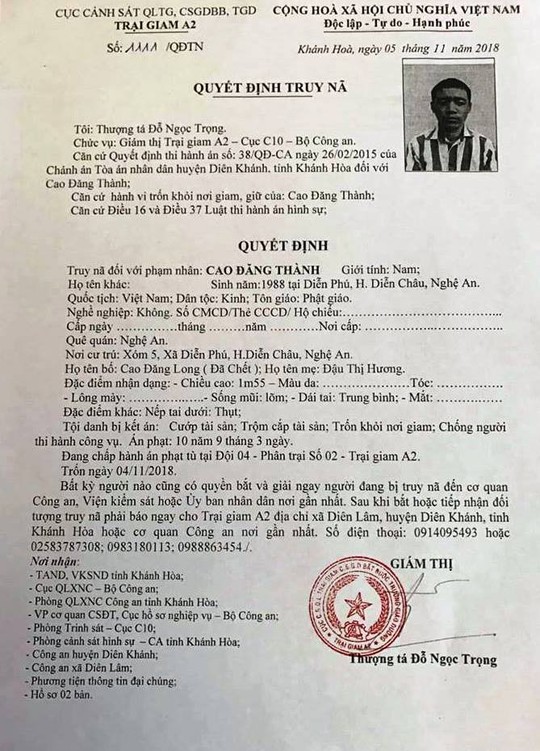 CỤC CẢNH SÁT QLTG, CSGDBB, TGD
TRẠI GIAM A2
Số: 1111 /QĐTN
CỘNG HOÀ XÃ HỘI CHỦ NGHĨA VIỆT NAM
Độc lập - Tự do - Hạnh phúc
Khánh Hoà, ngày 05 tháng 11 năm 2018
QUYẾT ĐỊNH TRUY NÃ
Tôi: Thượng tá Đỗ Ngọc Trọng.
Chức vụ: Giám thị Trại giam A2 – Cục C10 – Bộ Công an.
Căn cứ Quyết định thi hành án số: 38/QĐ-CA ngày 26/02/2015 của
Chánh án Tòa án nhân dân huyện Diên Khánh, tỉnh Khánh Hòa đối với
Cao Đăng Thành;
Căn cứ hành vi trốn khỏi nơi giam, giữ của: Cao Đăng Thành;
Căn cứ Điều 16 và Điều 37 Luật thi hành án hình sự;
QUYẾT ĐỊNH
Truy nã đối với phạm nhân: CAO ĐĂNG THÀNH Giới tính: Nam;
Họ tên khác: Sinh năm:1988 tại Diễn Phú, H. Diễn Châu, Nghệ An.
Quốc tịch: Việt Nam; Dân tộc: Kinh; Tôn giáo: Phật giáo.
Nghề nghiệp: Không. Số CMCD/Thẻ CCCD/ Hộ chiếu:..............................
Cấp ngày ...............tháng .........năm ............Nơi cấp: ..............................
Quê quán: Nghệ An.
Nơi cư trú: Xóm 5, Xã Diễn Phú, H.Diễn Châu, Nghệ An.
Họ tên bố: Cao Đăng Long ( Đã Chết ); Họ tên mẹ: Đậu Thị Hương.
Đặc điểm nhận dạng: - Chiều cao: 1m55 – Màu da: ...............Tóc: ...............
- Lông mày: ...............- Sống mũi: lõm; - Dái tai: Trung bình; - Mắt: ...............
Đặc điểm khác: Nếp tai dưới: Thụt;
Tội danh bị kết án: Cướp tài sản; Trộm cắp tài sản; Trốn khỏi nơi giam; Chống người
thi hành công vụ. Án phạt: 10 năm 9 tháng 3 ngày.
Đang chấp hành án phạt tù tại Đội 04 - Phân trại Số 02 - Trại giam A2.
Trốn ngày 04/11/2018.
Bất kỳ người nào cũng có quyền bắt và giải ngay người đang bị truy nã đến cơ quan
Công an, Viện kiểm sát hoặc Ủy ban nhân dân nơi gần nhất. Sau khi bắt hoặc tiếp nhận đối
tượng truy nã phải báo ngay cho Trại giam A2 địa chỉ xã Diên Lâm, huyện Diên Khánh, tỉnh
Khánh Hòa hoặc cơ quan Công an nơi gần nhất. Số điện thoại: 0914095493 hoặc
02583787308; 0983180113; 0988863454./.
Nơi nhận:
- TAND, VKSND tỉnh Khánh Hòa;
- Cục QLXNC – Bộ Công an;
- Phòng QLXNC Công an tỉnh Khánh Hòa;
- VP cơ quan CSĐT, Cục hồ sơ nghiệp vụ – Bộ Công an;
- Phòng Trinh sát – Cục C10;
- Phòng cảnh sát hình sự – CA tỉnh Khánh Hòa;
- Công an huyện Diên Khánh;
- Công an xã Diên Lâm;
- Phương tiện thông tin đại chúng;
- Hồ sơ 02 bản.
GIÁM THỊ
TRẠI GIAM A2
Thượng tá Đỗ Ngọc Trọng